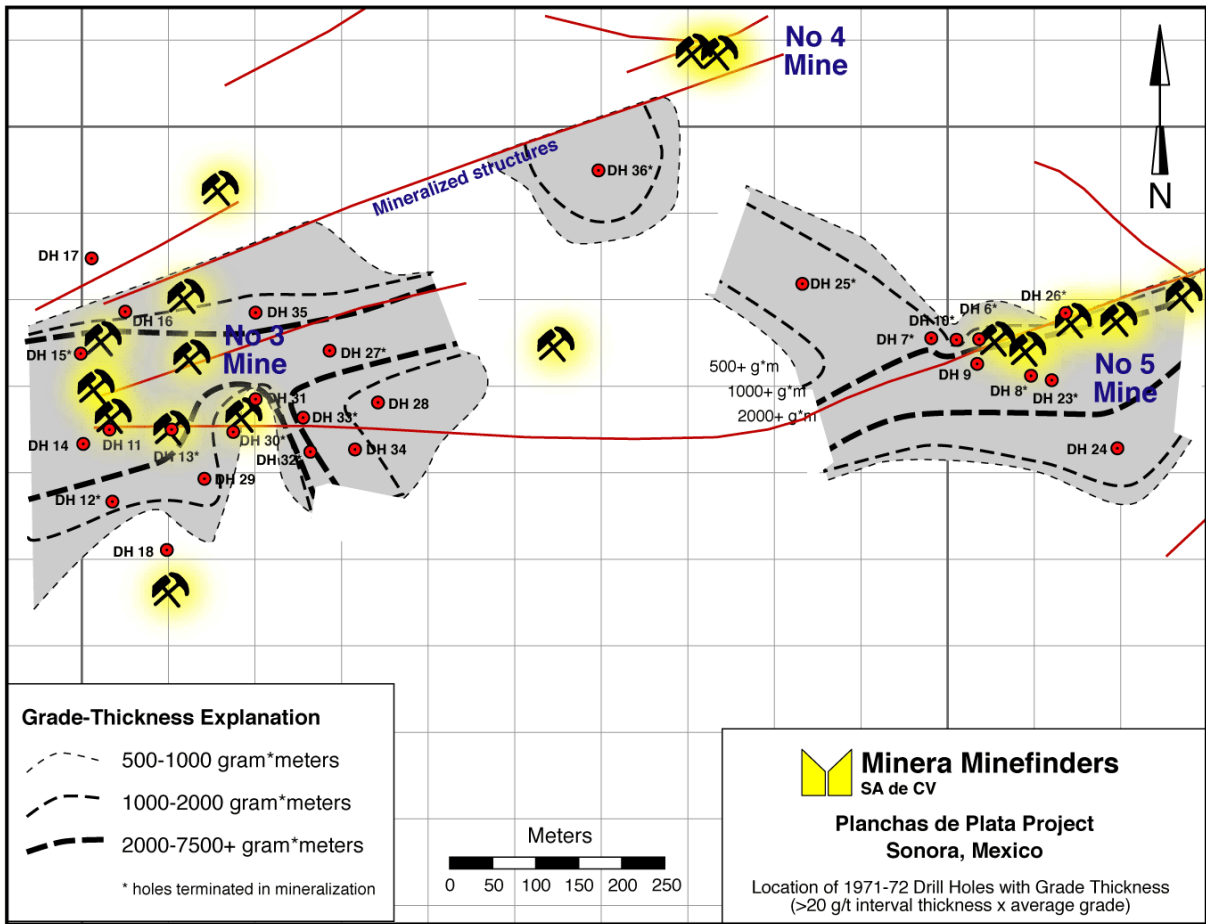 No 4
Mine
Mineralized structures
DH 36*
N
DH 17
DH 16
DH 35
DH 15*
No 3
Mine
DH 27*
DH 31
DH 28
DH 33*
DH 14
DH 11
DH 13*
DH 30*
DH 32*
DH 34
DH 29
DH 12*
DH 18
DH 25*
DH 26*
DH 6*
DH 10*
DH 7*
DH 9
DH 8*
DH 23*
No 5
Mine
500+ g*m
1000+ g*m
2000+ g*m
DH 24
Grade-Thickness Explanation
500-1000 gram*meters
1000-2000 gram*meters
2000-7500+ gram*meters
* holes terminated in mineralization
Meters
0 50 100 150 200 250
Minera Minefinders
SA de CV
Planchas de Plata Project
Sonora, Mexico
Location of 1971-72 Drill Holes with Grade Thickness
(>20 g/t interval thickness x average grade)